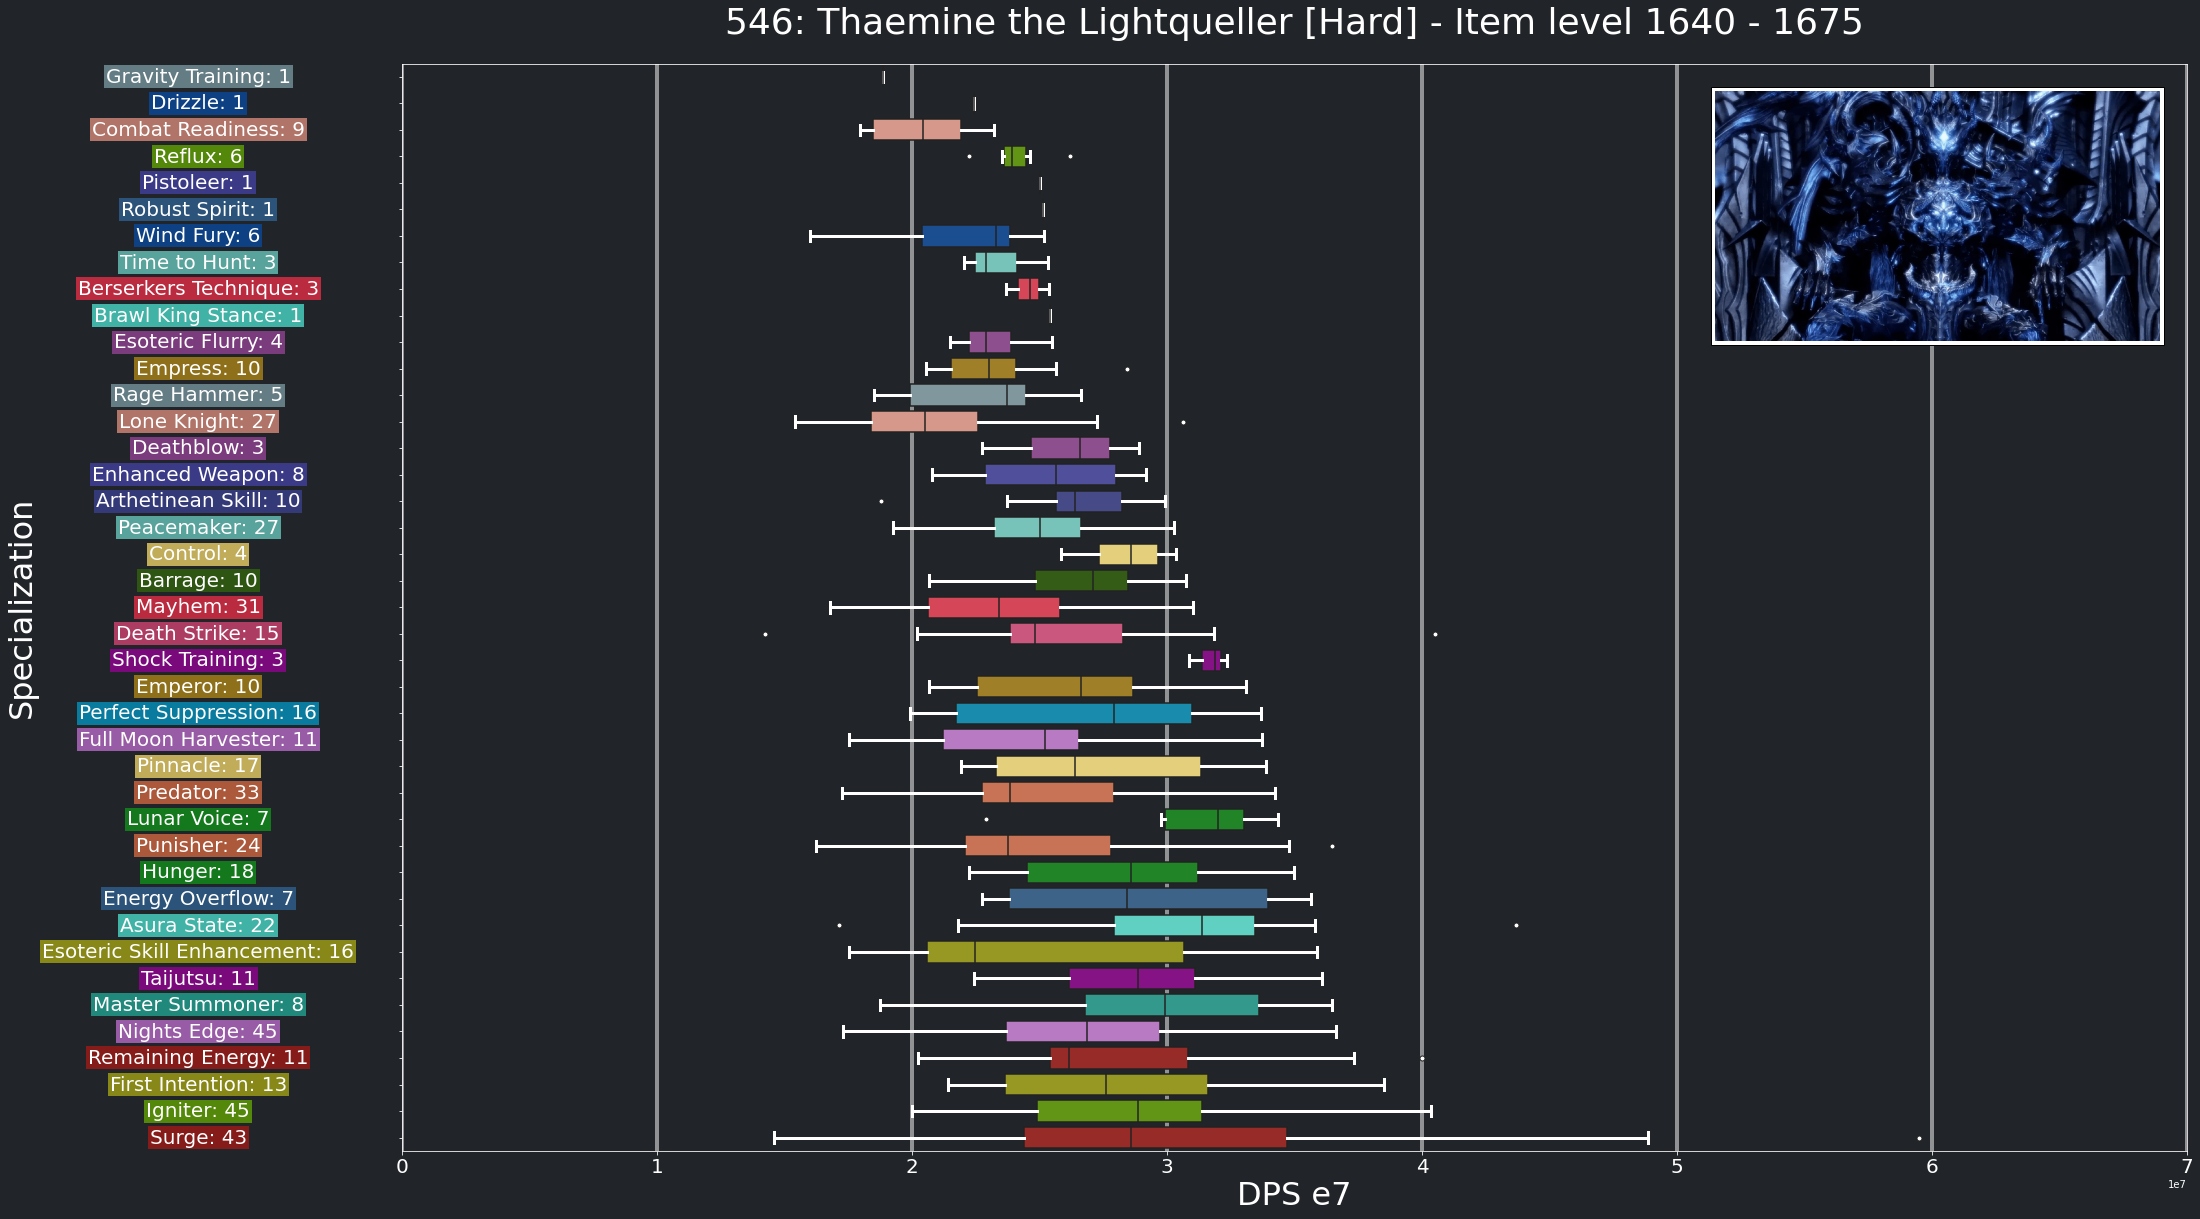 546: Thaemine the Lightqueller [Hard] - Item level 1640 - 1675
Gravity Training: 1
Drizzle: 1
Combat Readiness: 9
Reflux: 6
Pistoleer: 1
Robust Spirit: 1
Wind Fury: 6
Time to Hunt: 3
Berserkers Technique: 3
Brawl King Stance: 1
Esoteric Flurry: 4
Empress: 10
Rage Hammer: 5
Lone Knight: 27
Deathblow: 3
Enhanced Weapon: 8
Arthetinean Skill: 10
Peacemaker: 27
Control: 4
Barrage: 10
Mayhem: 31
Death Strike: 15
Shock Training: 3
Emperor: 10
Perfect Suppression: 16
Full Moon Harvester: 11
Pinnacle: 17
Predator: 33
Lunar Voice: 7
Punisher: 24
Hunger: 18
Energy Overflow: 7
Asura State: 22
Esoteric Skill Enhancement: 16
Taijutsu: 11
Master Summoner: 8
Nights Edge: 45
Remaining Energy: 11
First Intention: 13
Igniter: 45
Surge: 43
Specialization
0 1 2 3 4 5 6 7
1e7
DPS e7